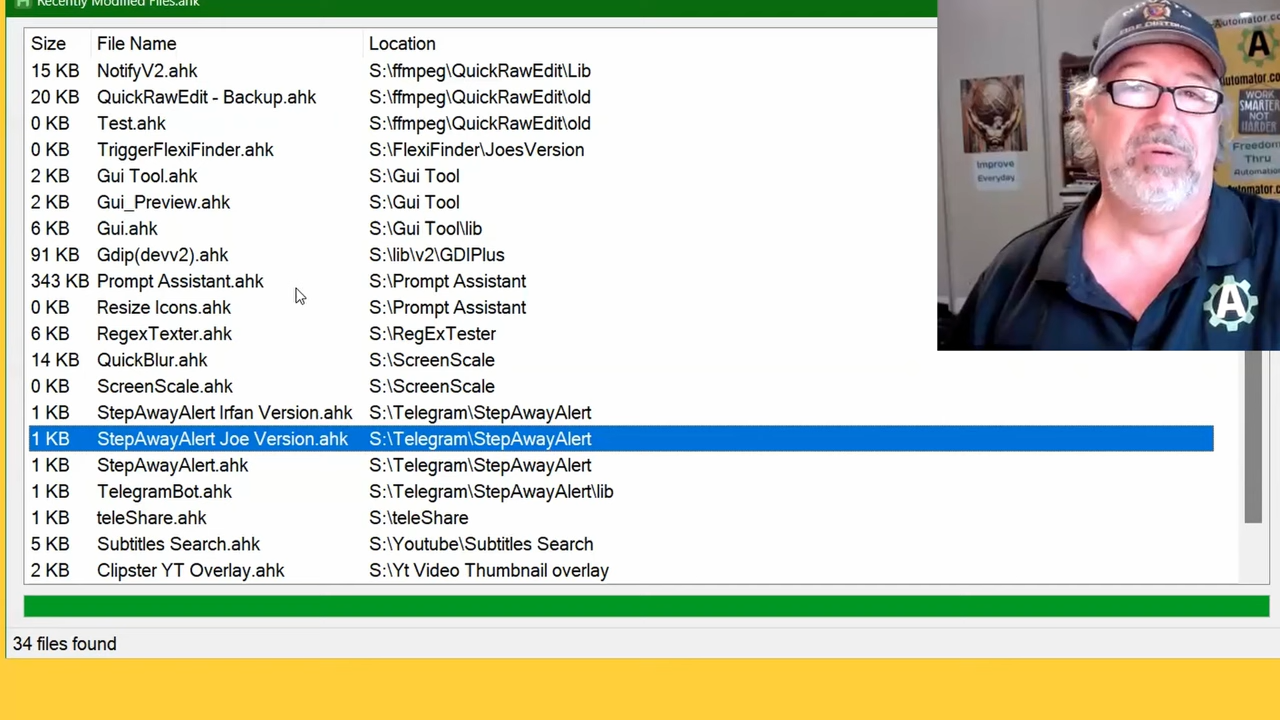 Recently Modified Files.ahk
Size File Name Location
15 KB NotifyV2.ahk S:\ffmpeg\QuickRawEdit\Lib
20 KB QuickRawEdit - Backup.ahk S:\ffmpeg\QuickRawEdit\old
0 KB Test.ahk S:\ffmpeg\QuickRawEdit\old
0 KB TriggerFlexiFinder.ahk S:\FlexiFinder\JoesVersion
2 KB Gui Tool.ahk S:\Gui Tool
2 KB Gui_Preview.ahk S:\Gui Tool
6 KB Gui.ahk S:\Gui Tool\lib
91 KB Gdip(devv2).ahk S:\lib\v2\GDIPlus
343 KB Prompt Assistant.ahk S:\Prompt Assistant
0 KB Resize Icons.ahk S:\Prompt Assistant
6 KB RegexTexter.ahk S:\RegExTester
14 KB QuickBlur.ahk S:\ScreenScale
0 KB ScreenScale.ahk S:\ScreenScale
1 KB StepAwayAlert Irfan Version.ahk S:\Telegram\StepAwayAlert
1 KB StepAwayAlert Joe Version.ahk S:\Telegram\StepAwayAlert
1 KB StepAwayAlert.ahk S:\Telegram\StepAwayAlert
1 KB TelegramBot.ahk S:\Telegram\StepAwayAlert\lib
1 KB teleShare.ahk S:\teleShare
5 KB Subtitles Search.ahk S:\Youtube\Subtitles Search
2 KB Clipster YT Overlay.ahk S:\Yt Video Thumbnail overlay
34 files found
Improve
Everyday
A
WORK
SMARTER
NOT
HARDER
Freedom
Thru
Automation
A